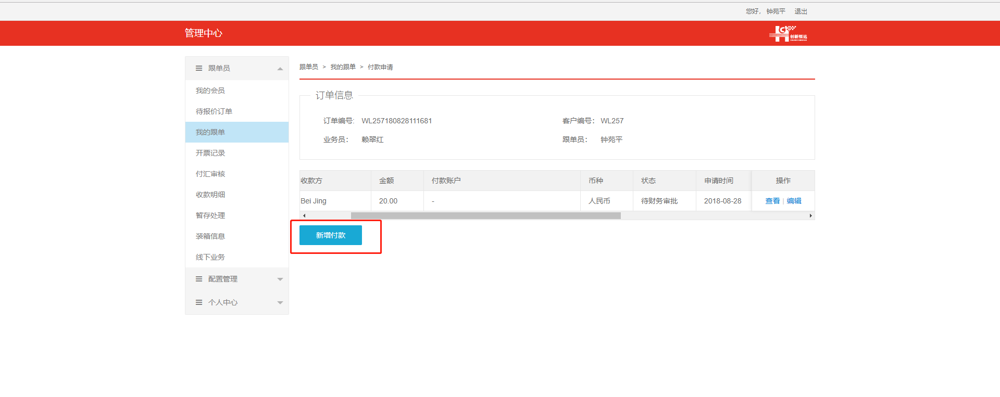 您好, 钟苑平 退出
管理中心
创新恒远
跟单员
我的会员
待报价订单
我的跟单
开票记录
付汇审核
收款明细
暂存处理
装箱信息
线下业务
配置管理
个人中心
跟单员 > 我的跟单 > 付款申请
订单信息
订单编号: WL257180828111681 客户编号: WL257
业务员: 赖翠红 跟单员: 钟苑平
收款方 金额 付款账户 币种 状态 申请时间 操作
Bei Jing 20.00 - 人民币 待财务审批 2018-08-28 查看 | 编辑
新增付款